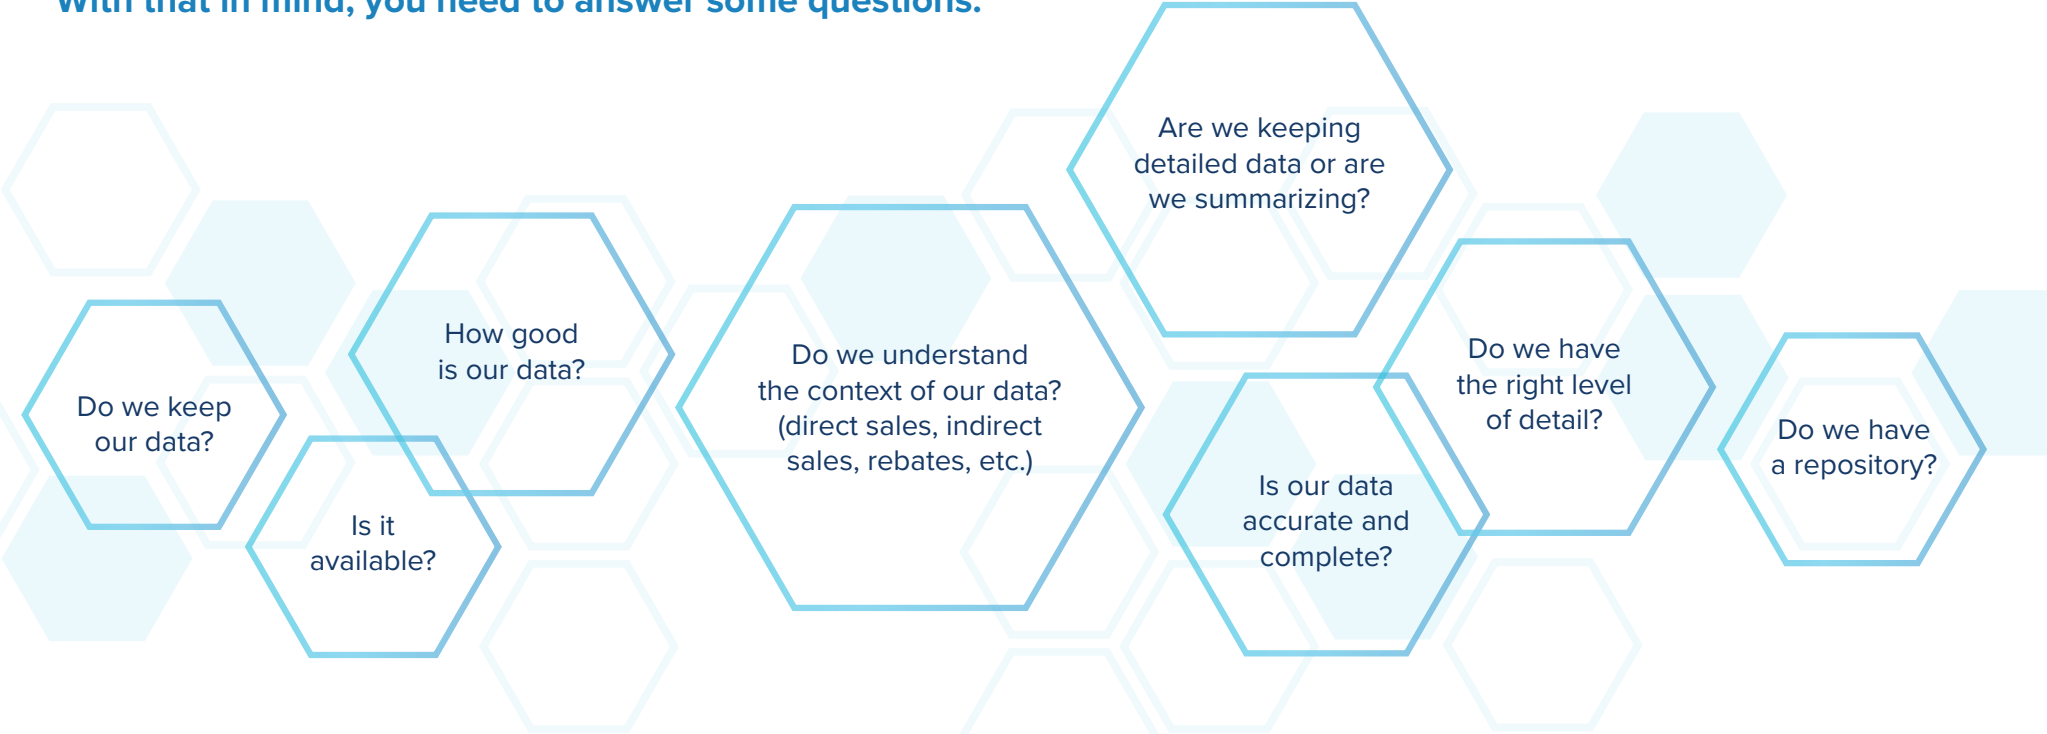 With that in mind, you need to answer some questions.
Do we keep
our data?
Is it
available?
How good
is our data?
Do we understand
the context of our data?
(direct sales, indirect
sales, rebates, etc.)
Are we keeping
detailed data or are
we summarizing?
Is our data
accurate and
complete?
Do we have
the right level
of detail?
Do we have
a repository?